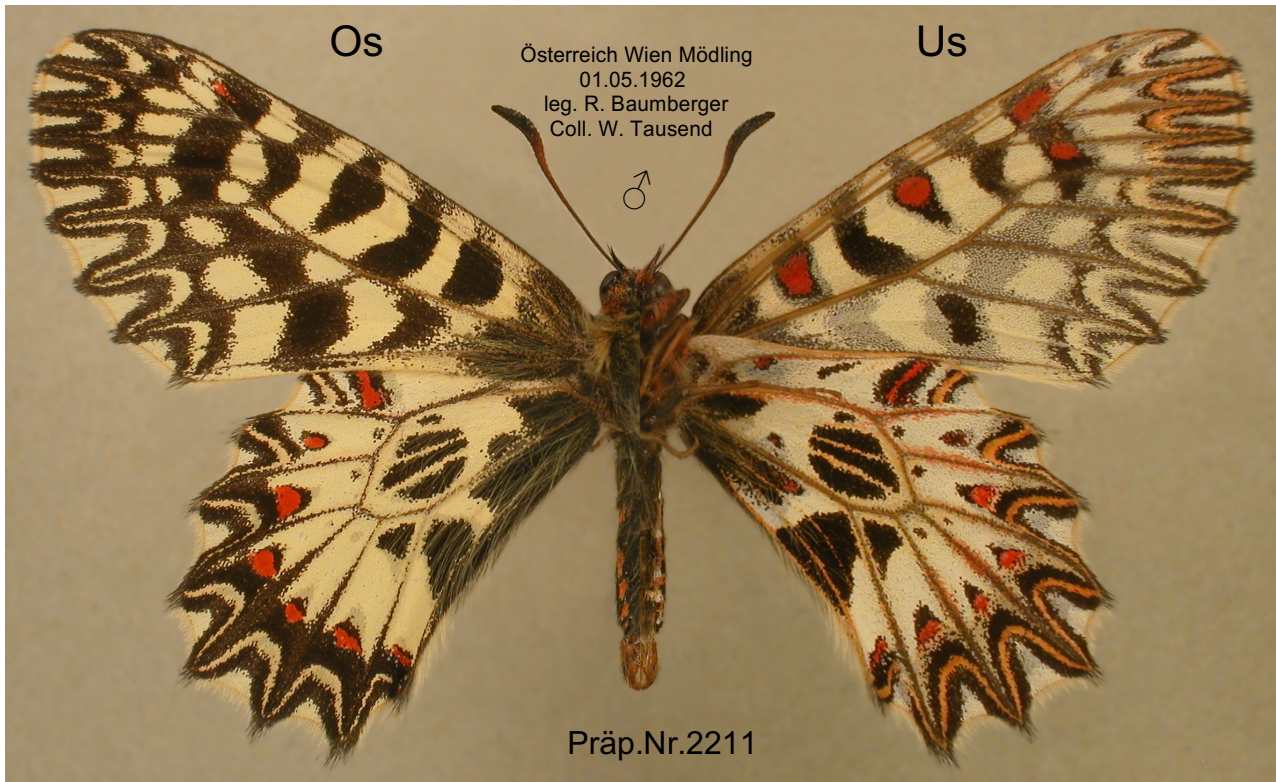 Os
Us
Österreich Wien Mödling
01.05.1962
leg. R. Baumberger
Coll. W. Tausend
♂
Präp.Nr.2211